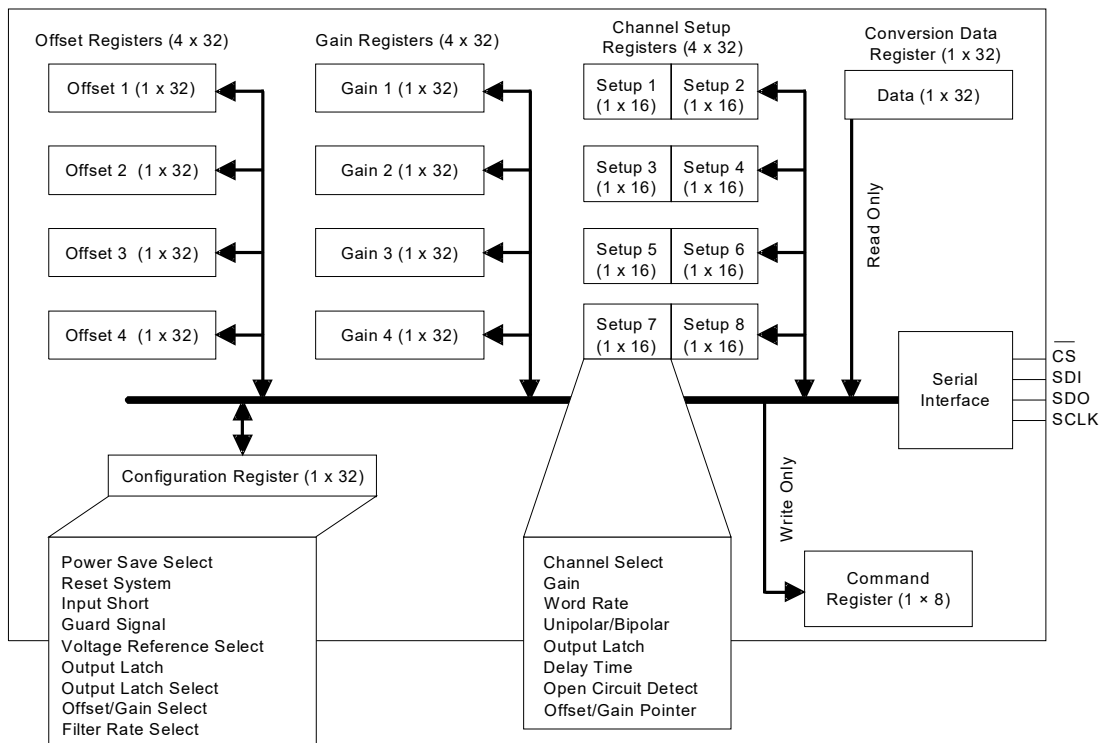 Offset Registers (4 x 32)
Offset 1 (1 x 32)
Offset 2 (1 x 32)
Offset 3 (1 x 32)
Offset 4 (1 x 32)
Gain Registers (4 x 32)
Gain 1 (1 x 32)
Gain 2 (1 x 32)
Gain 3 (1 x 32)
Gain 4 (1 x 32)
Channel Setup
Registers (4 x 32)
Setup 1
(1 x 16)
Setup 2
(1 x 16)
Setup 3
(1 x 16)
Setup 4
(1 x 16)
Setup 5
(1 x 16)
Setup 6
(1 x 16)
Setup 7
(1 x 16)
Setup 8
(1 x 16)
Conversion Data
Register (1 x 32)
Data (1 x 32)
Read Only
Serial
Interface
CS
SDI
SDO
SCLK
Configuration Register (1 x 32)
Power Save Select
Reset System
Input Short
Guard Signal
Voltage Reference Select
Output Latch
Output Latch Select
Offset/Gain Select
Filter Rate Select
Channel Select
Gain
Word Rate
Unipolar/Bipolar
Output Latch
Delay Time
Open Circuit Detect
Offset/Gain Pointer
Write Only
Command
Register (1 × 8)